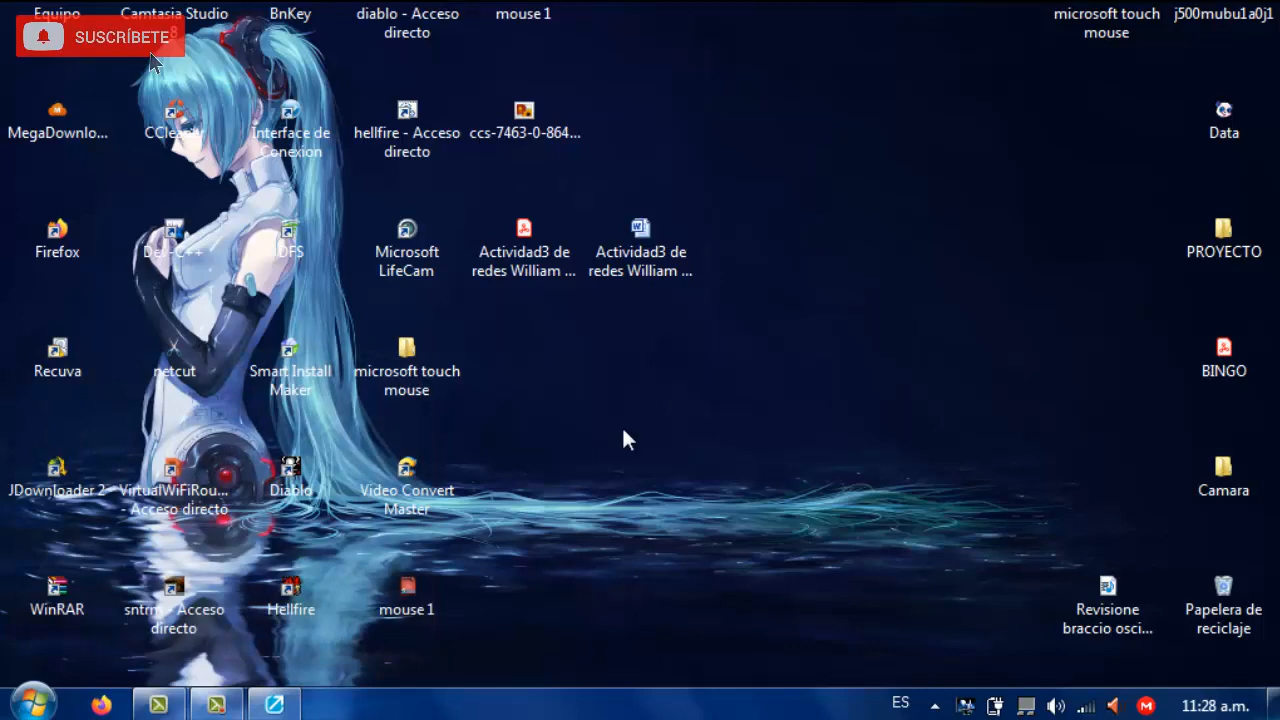 Equipo
Camtasia Studio
8
BnKey
diablo - Acceso
directo
mouse 1
microsoft touch
mouse
j500mubu1a0j1
SUSCRÍBETE
MegaDownlo...
CCleaner
Interface de
Conexion
hellfire - Acceso
directo
ccs-7463-0-864...
Data
Firefox
Dev-C++
DFS
Microsoft
LifeCam
Actividad3 de
redes William ...
Actividad3 de
redes William ...
PROYECTO
Recuva
netcut
Smart Install
Maker
microsoft touch
mouse
BINGO
JDownloader 2
VirtualWiFiRou...
- Acceso directo
Diablo
Video Convert
Master
Camara
WinRAR
sntrm - Acceso
directo
Hellfire
mouse 1
Revisione
braccio osci...
Papelera de
reciclaje
ES
11:28 a.m.